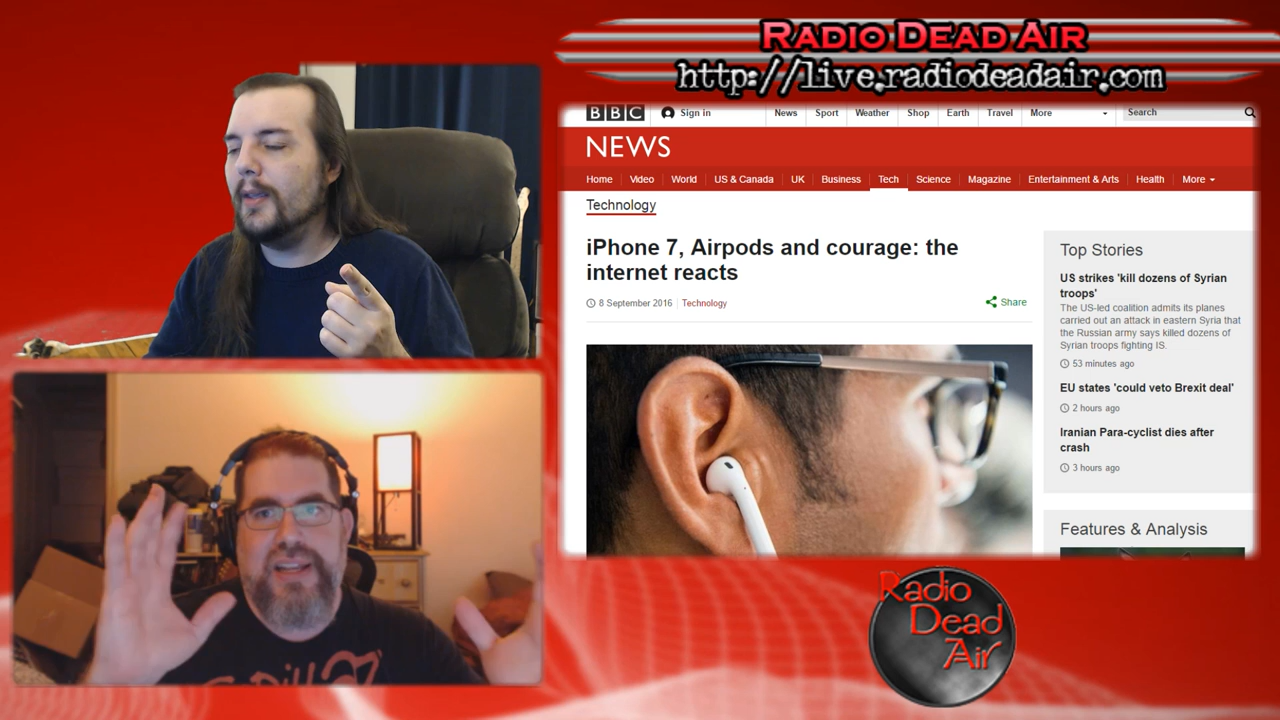 RADIO DEAD AIR
http://live.radiodeadair.com
BBC Sign in News Sport Weather Shop Earth Travel More Search
NEWS
Home Video World US & Canada UK Business Tech Science Magazine Entertainment & Arts Health More
Technology
iPhone 7, Airpods and courage: the
internet reacts
8 September 2016 Technology
Share
Top Stories
US strikes 'kill dozens of Syrian
troops'
The US-led coalition admits its planes
carried out an attack in eastern Syria that
the Russian army says killed dozens of
Syrian troops fighting IS.
53 minutes ago
EU states 'could veto Brexit deal'
2 hours ago
Iranian Para-cyclist dies after
crash
3 hours ago
Features & Analysis
Radio
Dead
Air